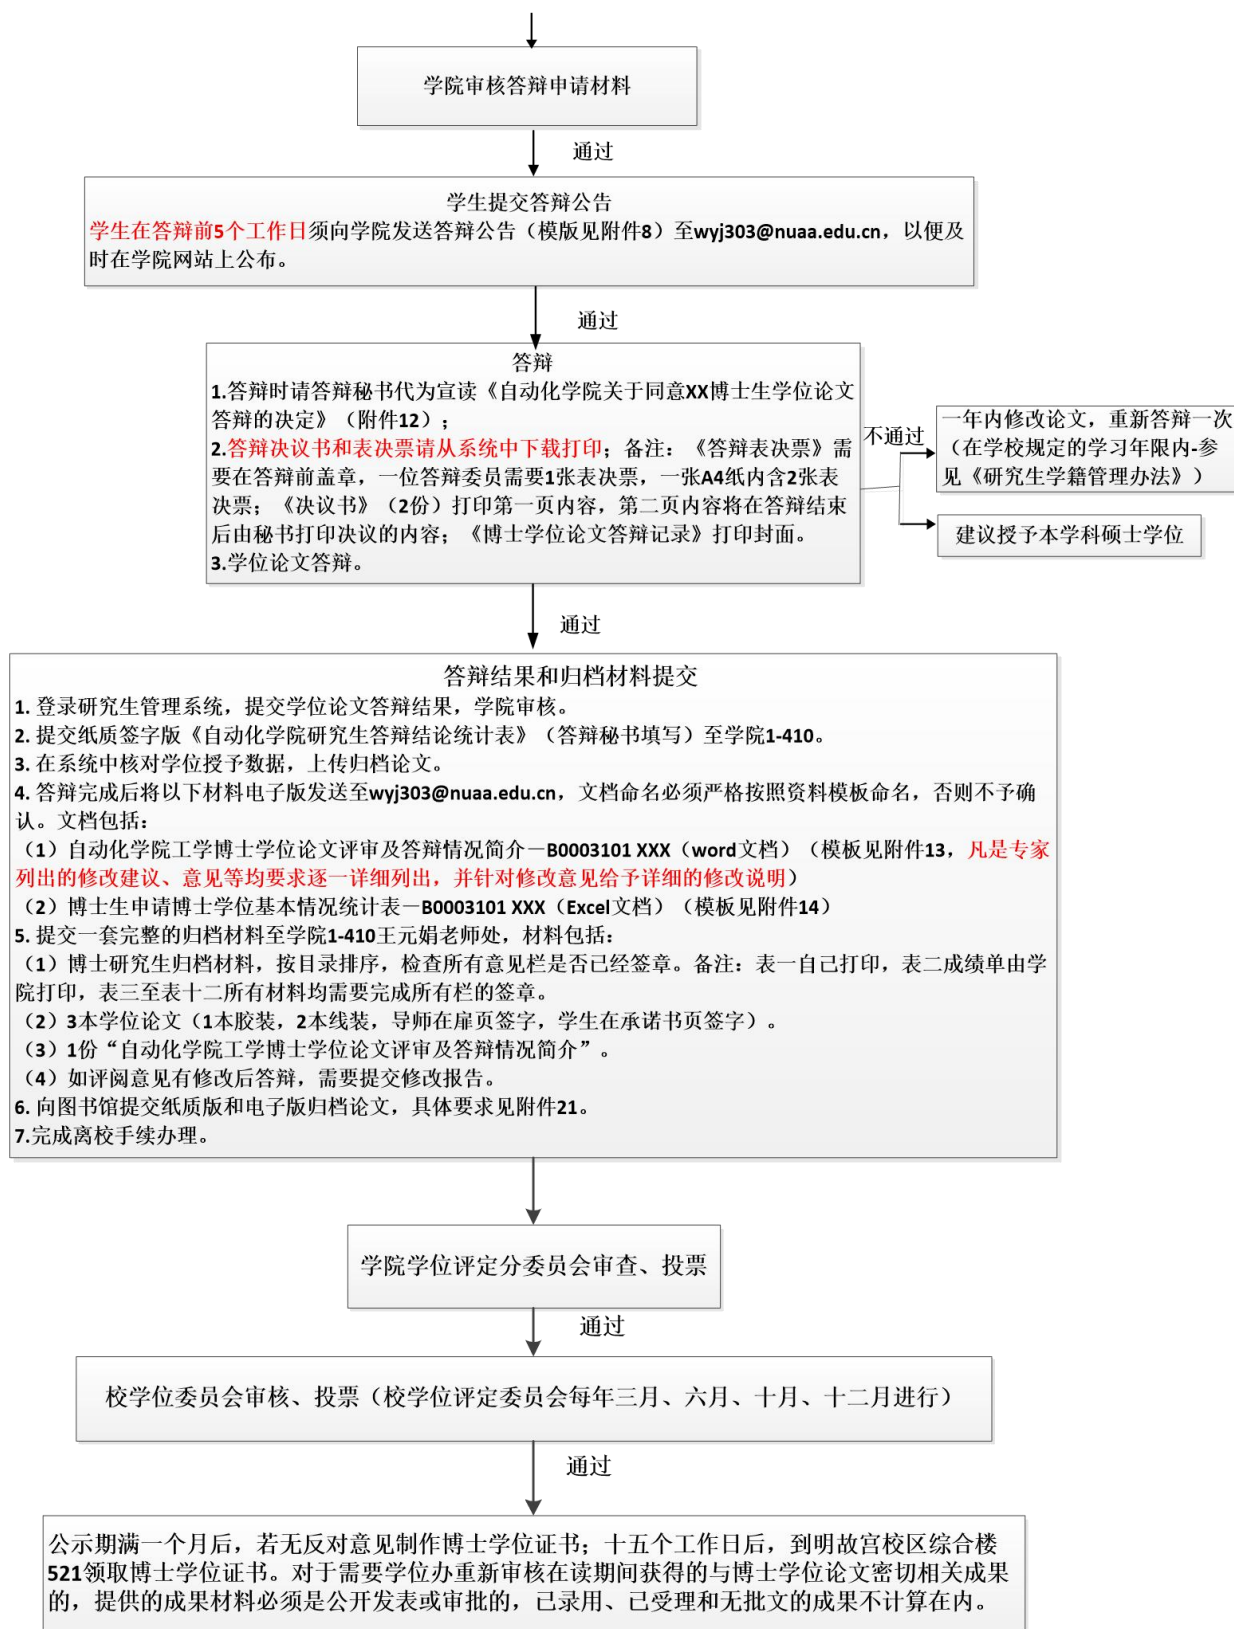 学院审核答辩申请材料
通过
学生提交答辩公告
学生在答辩前5个工作日须向学院发送答辩公告（模版见附件8）至wyj303@nuaa.edu.cn，以便及
时在学院网站上公布。
通过
答辩
1.答辩时请答辩秘书代为宣读《自动化学院关于同意XX博士生学位论文
答辩的决定》（附件12）；
2.答辩决议书和表决票请从系统中下载打印；备注：《答辩表决票》需
要在答辩前盖章，一位答辩委员需要1张表决票，一张A4纸内含2张表
决票；《决议书》（2份）打印第一页内容，第二页内容将在答辩结束
后由秘书打印决议的内容；《博士学位论文答辩记录》打印封面。
3.学位论文答辩。
不通过
一年内修改论文，重新答辩一次
（在学校规定的学习年限内-参
见《研究生学籍管理办法》）
建议授予本学科硕士学位
通过
答辩结果和归档材料提交
1. 登录研究生管理系统，提交学位论文答辩结果，学院审核。
2. 提交纸质签字版《自动化学院研究生答辩结论统计表》（答辩秘书填写）至学院1-410。
3. 在系统中核对学位授予数据，上传归档论文。
4. 答辩完成后将以下材料电子版发送至wyj303@nuaa.edu.cn，文档命名必须严格按照资料模板命名，否则不予确
认。文档包括：
（1）自动化学院工学博士学位论文评审及答辩情况简介—B0003101 XXX（word文档）（模板见附件13，凡是专家
列出的修改建议、意见等均要求逐一详细列出，并针对修改意见给予详细的修改说明）
（2）博士生申请博士学位基本情况统计表—B0003101 XXX（Excel文档）（模板见附件14）
5. 提交一套完整的归档材料至学院1-410王元娟老师处，材料包括：
（1）博士研究生归档材料，按目录排序，检查所有意见栏是否已经签章。备注：表一自己打印，表二成绩单由学
院打印，表三至表十二所有材料均需要完成所有栏的签章。
（2）3本学位论文（1本胶装，2本线装，导师在扉页签字，学生在承诺书页签字）。
（3）1份“自动化学院工学博士学位论文评审及答辩情况简介”。
（4）如评阅意见有修改后答辩，需要提交修改报告。
6. 向图书馆提交纸质版和电子版归档论文，具体要求见附件21。
7.完成离校手续办理。
学院学位评定分委员会审查、投票
通过
校学位委员会审核、投票（校学位评定委员会每年三月、六月、十月、十二月进行）
通过
公示期满一个月后，若无反对意见制作博士学位证书；十五个工作日后，到明故宫校区综合楼
521领取博士学位证书。对于需要学位办重新审核在读期间获得的与博士学位论文密切相关成果
的，提供的成果材料必须是公开发表或审批的，已录用、已受理和无批文的成果不计算在内。